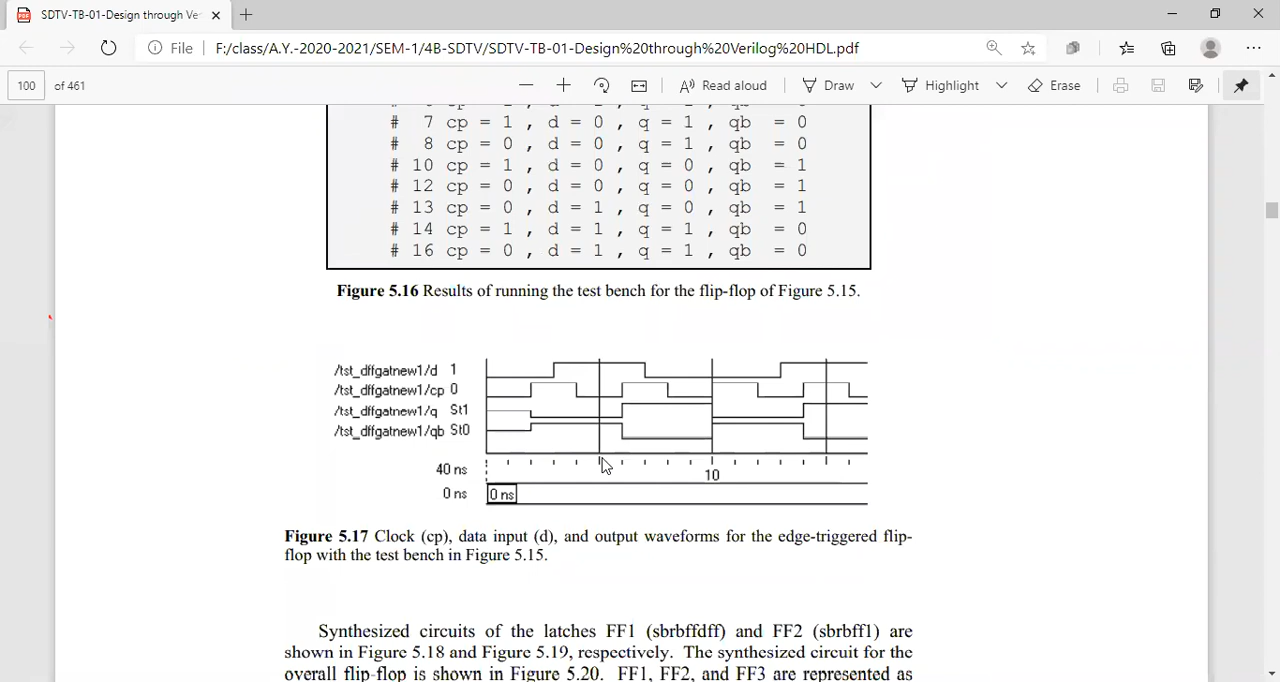 SDTV-TB-01-Design through Ve
File F:/class/A.Y.-2020-2021/SEM-1/4B-SDTV/SDTV-TB-01-Design%20through%20Verilog%20HDL.pdf
100 of 461 Read aloud Draw Highlight Erase
# 7 cp = 1 , d = 0 , q = 1 , qb = 0
# 8 cp = 0 , d = 0 , q = 1 , qb = 0
# 10 cp = 1 , d = 0 , q = 0 , qb = 1
# 12 cp = 0 , d = 0 , q = 0 , qb = 1
# 13 cp = 0 , d = 1 , q = 0 , qb = 1
# 14 cp = 1 , d = 1 , q = 1 , qb = 0
# 16 cp = 0 , d = 1 , q = 1 , qb = 0
Figure 5.16 Results of running the test bench for the flip-flop of Figure 5.15.
/tst_dffgatnew1/d 1
/tst_dffgatnew1/cp 0
/tst_dffgatnew1/q St1
/tst_dffgatnew1/qb St0
40 ns 10
0 ns 0 ns
Figure 5.17 Clock (cp), data input (d), and output waveforms for the edge-triggered flip-
flop with the test bench in Figure 5.15.
Synthesized circuits of the latches FF1 (sbrbffdff) and FF2 (sbrbff1) are
shown in Figure 5.18 and Figure 5.19, respectively. The synthesized circuit for the
overall flip-flop is shown in Figure 5.20. FF1, FF2, and FF3 are represented as